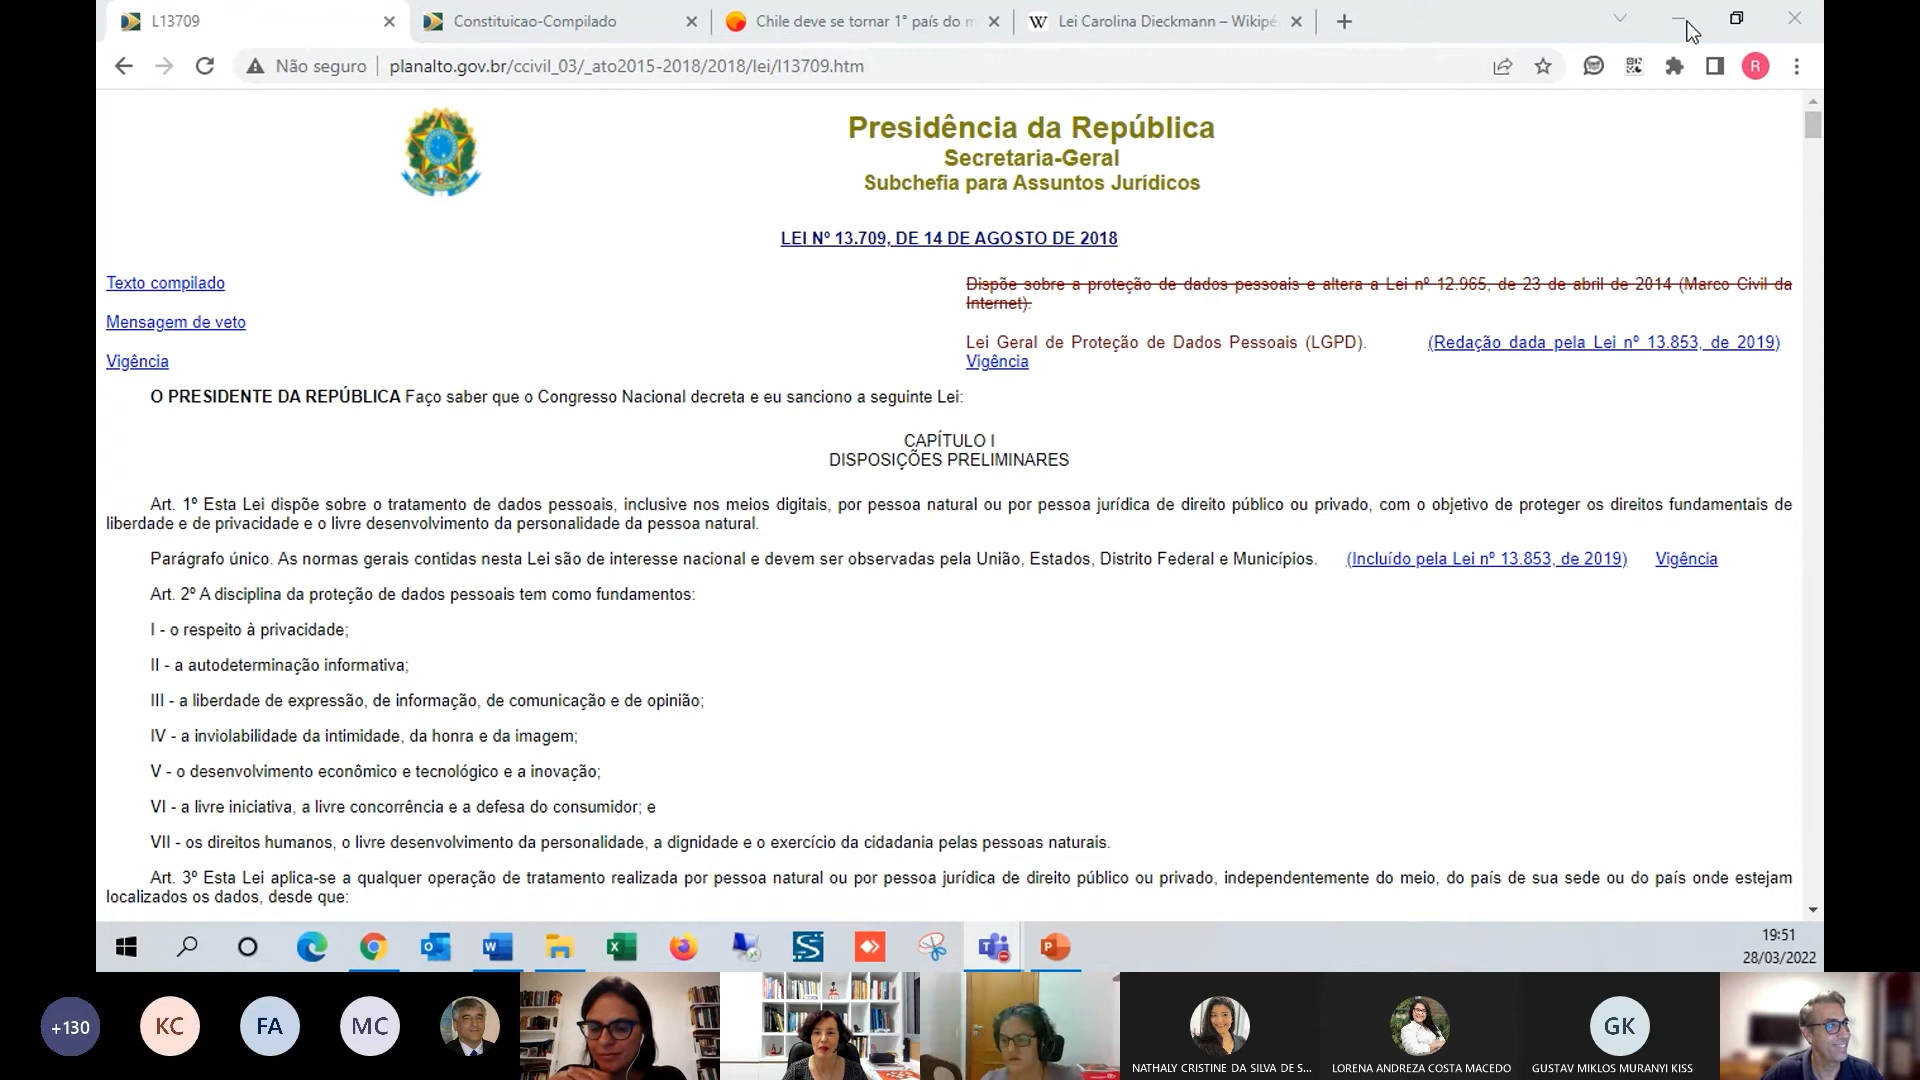 L13709
Constituicao-Compilado
Chile deve se tornar 1° país do m
Lei Carolina Dieckmann – Wikipé
Não seguro
planalto.gov.br/ccivil_03/_ato2015-2018/2018/lei/l13709.htm
R
Presidência da República
Secretaria-Geral
Subchefia para Assuntos Jurídicos
LEI Nº 13.709, DE 14 DE AGOSTO DE 2018
Texto compilado
Mensagem de veto
Vigência
Dispõe sobre a proteção de dados pessoais e altera a Lei nº 12.965, de 23 de abril de 2014 (Marco Civil da
Internet).
Lei Geral de Proteção de Dados Pessoais (LGPD). (Redação dada pela Lei nº 13.853, de 2019)
Vigência
O PRESIDENTE DA REPÚBLICA Faço saber que o Congresso Nacional decreta e eu sanciono a seguinte Lei:
CAPÍTULO I
DISPOSIÇÕES PRELIMINARES
Art. 1º Esta Lei dispõe sobre o tratamento de dados pessoais, inclusive nos meios digitais, por pessoa natural ou por pessoa jurídica de direito público ou privado, com o objetivo de proteger os direitos fundamentais de
liberdade e de privacidade e o livre desenvolvimento da personalidade da pessoa natural.
Parágrafo único. As normas gerais contidas nesta Lei são de interesse nacional e devem ser observadas pela União, Estados, Distrito Federal e Municípios. (Incluído pela Lei nº 13.853, de 2019) Vigência
Art. 2º A disciplina da proteção de dados pessoais tem como fundamentos:
I - o respeito à privacidade;
II - a autodeterminação informativa;
III - a liberdade de expressão, de informação, de comunicação e de opinião;
IV - a inviolabilidade da intimidade, da honra e da imagem;
V - o desenvolvimento econômico e tecnológico e a inovação;
VI - a livre iniciativa, a livre concorrência e a defesa do consumidor; e
VII - os direitos humanos, o livre desenvolvimento da personalidade, a dignidade e o exercício da cidadania pelas pessoas naturais.
Art. 3º Esta Lei aplica-se a qualquer operação de tratamento realizada por pessoa natural ou por pessoa jurídica de direito público ou privado, independentemente do meio, do país de sua sede ou do país onde estejam
localizados os dados, desde que:
19:51
28/03/2022
+130
KC
FA
MC
GK
NATHALY CRISTINE DA SILVA DE S...
LORENA ANDREZA COSTA MACEDO
GUSTAV MIKLOS MURANYI KISS